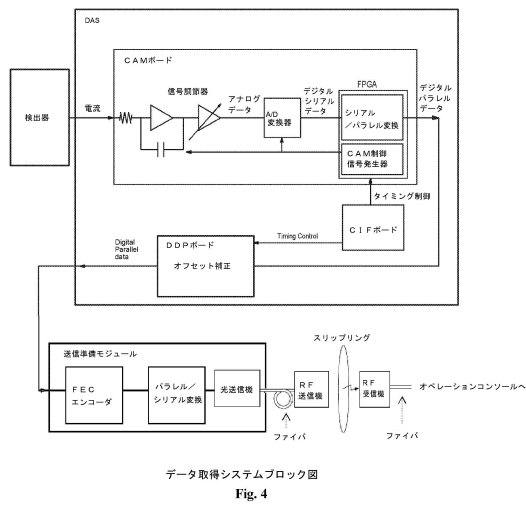 DAS
CAMボード
検出器
電流
信号調節器
アナログ
データ
A/D
変換器
デジタル
シリアル
データ
FPGA
シリアル
/パラレル変換
CAM制御
信号発生器
デジタル
パラレル
データ
タイミング制御
CIFボード
Timing Control
DDPボード
オフセット補正
Digital
Parallel
data
送信準備モジュール
FEC
エンコーダ
パラレル/
シリアル変換
光送信機
ファイバ
RF
送信機
スリップリング
RF
受信機
ファイバ
オペレーションコンソールへ
データ取得システムブロック図
Fig. 4